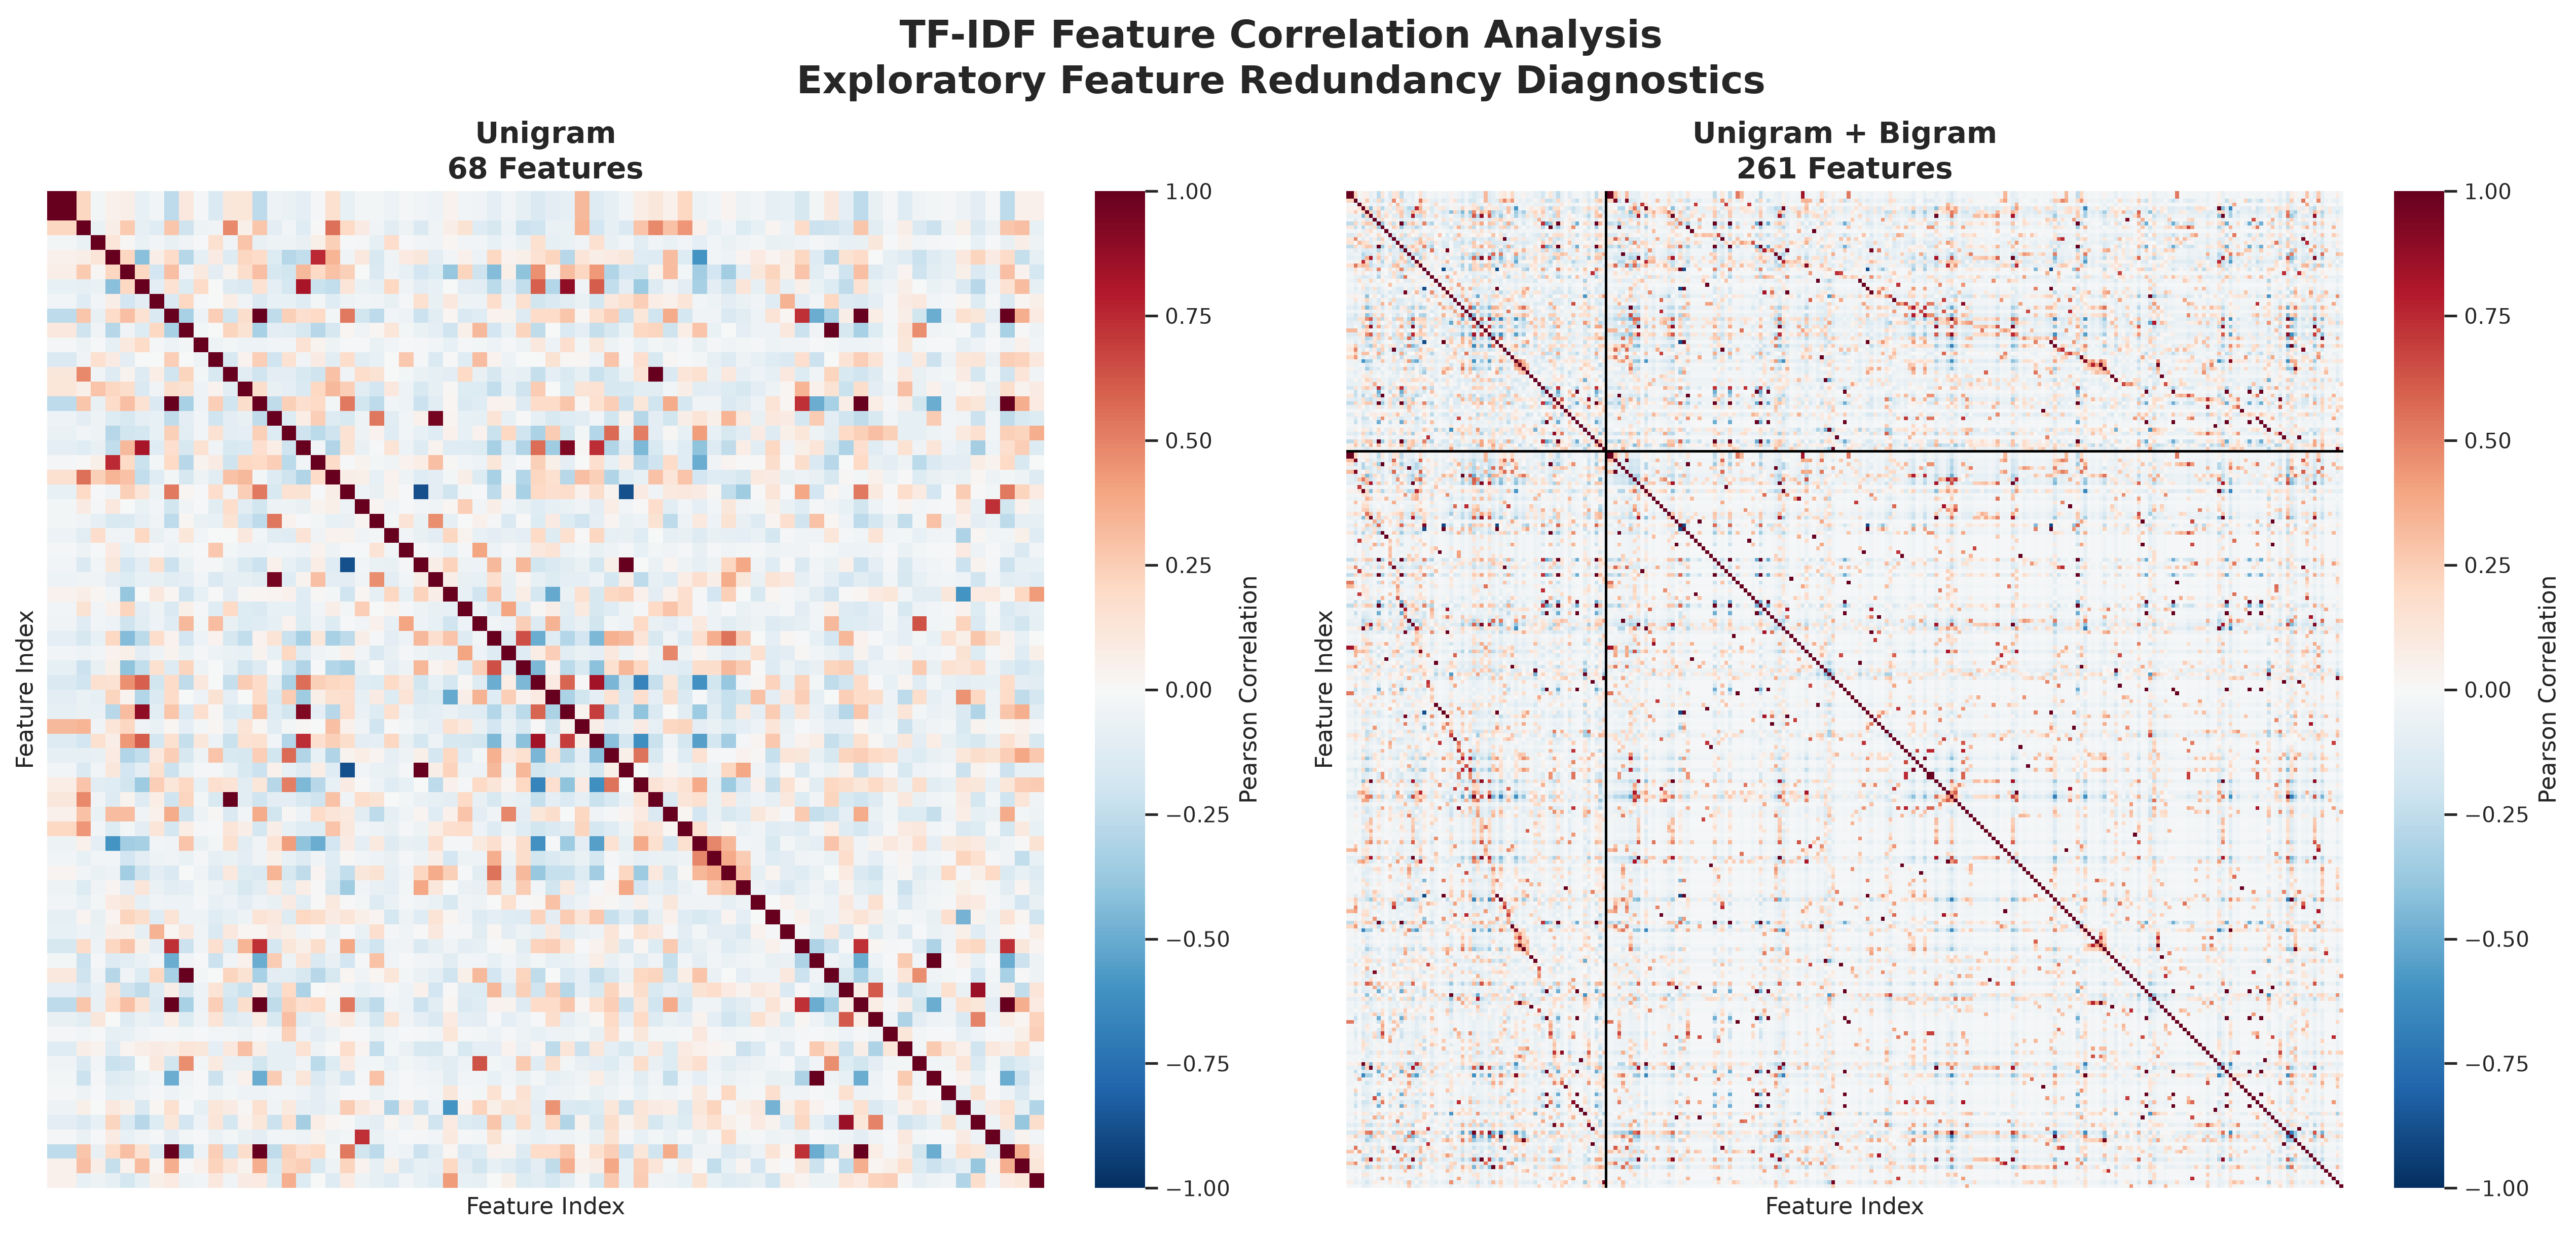 TF-IDF Feature Correlation Analysis
Exploratory Feature Redundancy Diagnostics
Unigram
68 Features
Feature Index
Feature Index
1.00
0.75
0.50
0.25
0.00
−0.25
−0.50
−0.75
−1.00
Pearson Correlation
Unigram + Bigram
261 Features
Feature Index
Feature Index
1.00
0.75
0.50
0.25
0.00
−0.25
−0.50
−0.75
−1.00
Pearson Correlation